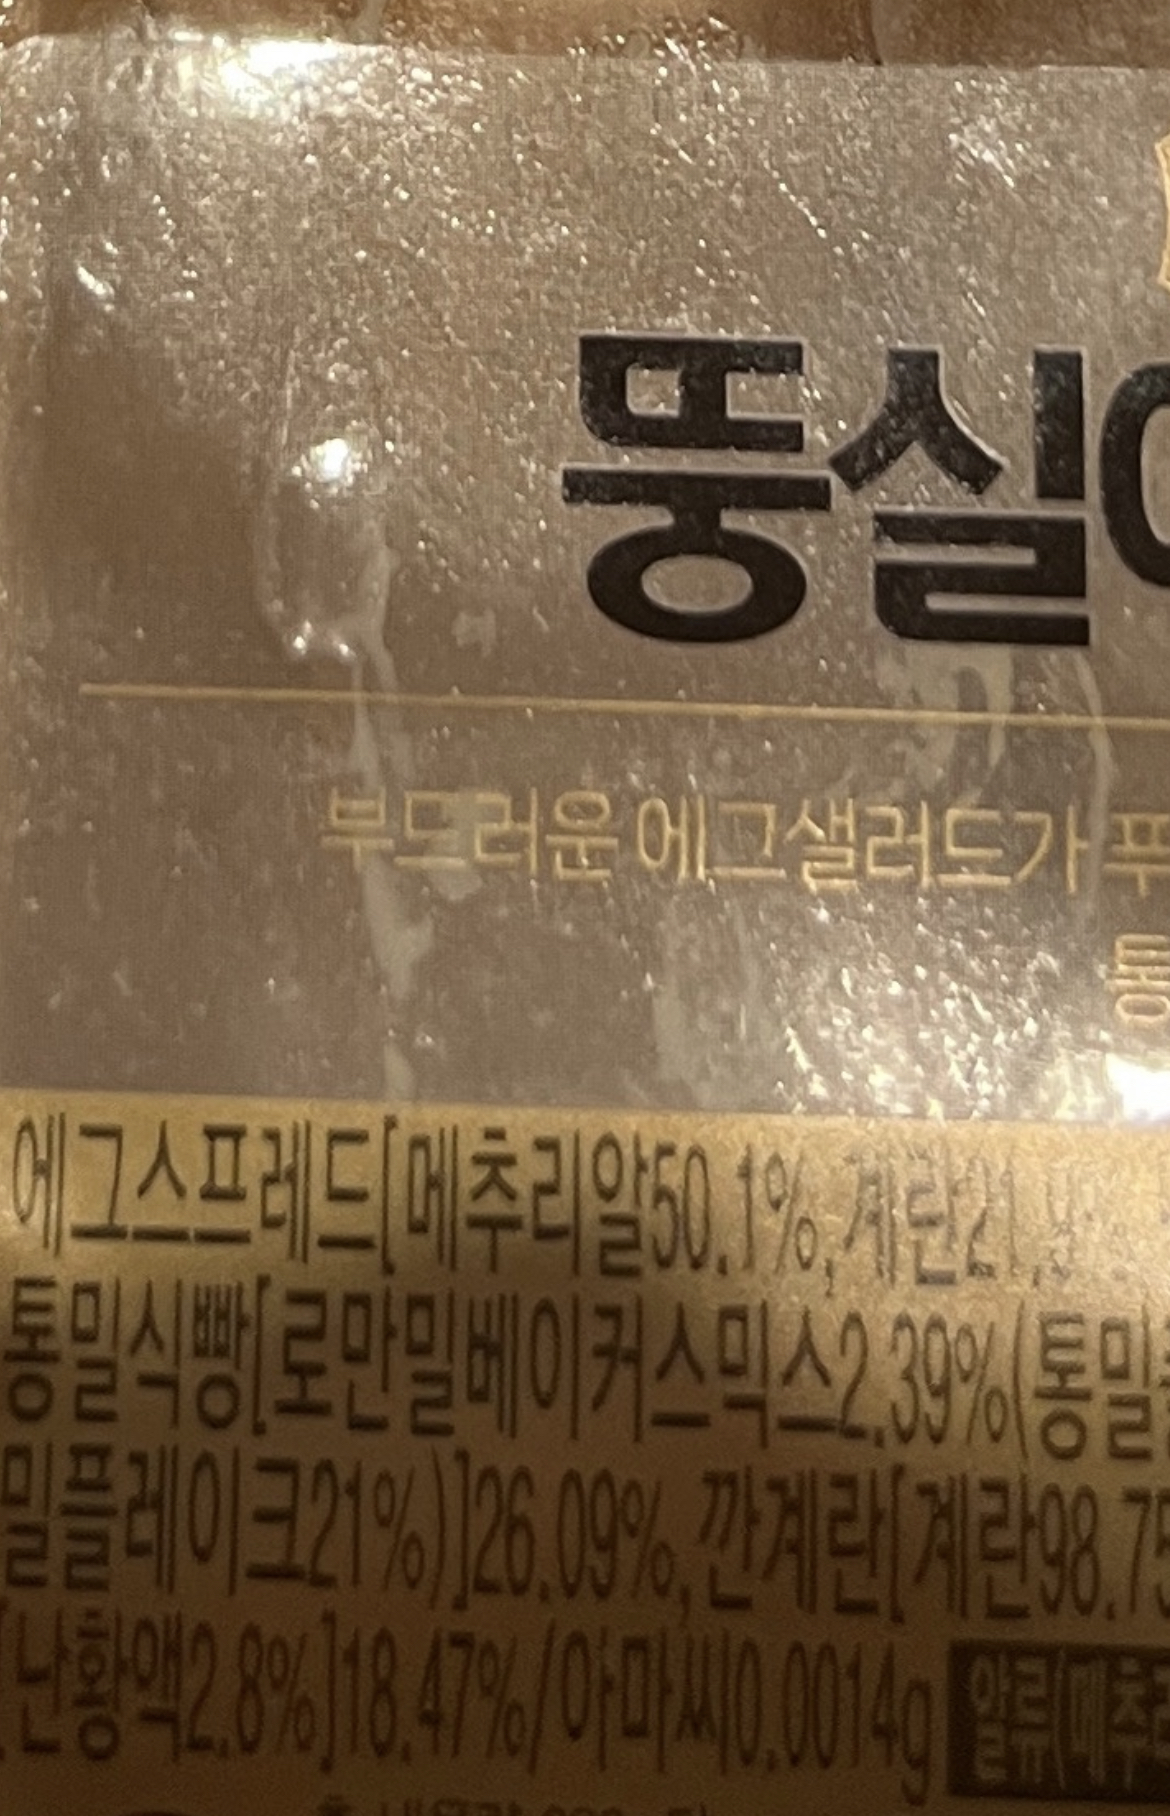 뚱실
부드러운 에그샐러드가 푸
통
에그스프레드[메추리알50.1%,계란21.
통밀식빵[로만밀베이커스믹스2.39%(통밀
밀플레이크21%)]26.09%,깐계란[계란98.75
[난황액2.8%]18.47%/아마씨0.0014g 알류(메추리